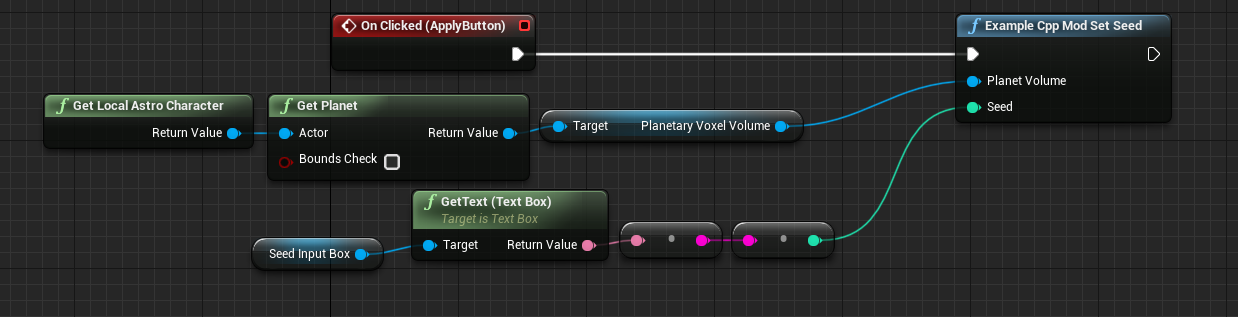 On Clicked (ApplyButton)
Example Cpp Mod Set Seed
Planet Volume
Seed
Get Local Astro Character
Return Value
Get Planet
Actor
Return Value
Bounds Check
Target
Planetary Voxel Volume
GetText (Text Box)
Target is Text Box
Target
Return Value
Seed Input Box